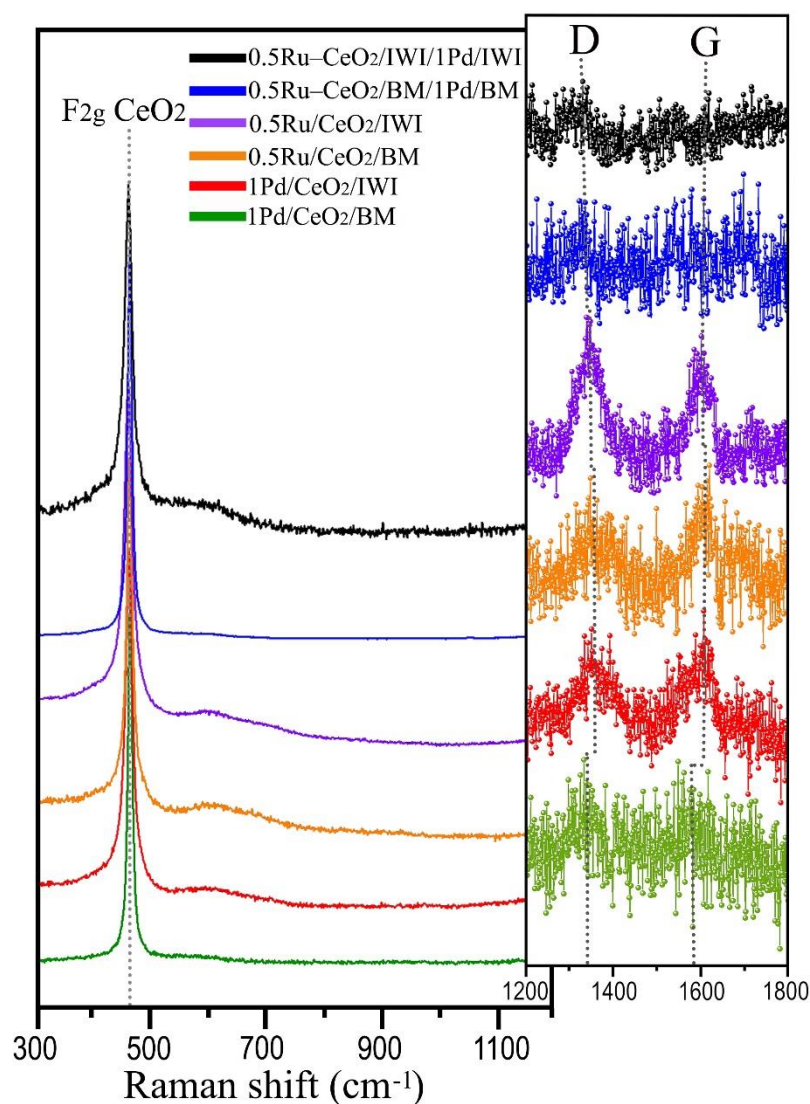 0.5Ru–CeO2/IWI/1Pd/IWI
0.5Ru–CeO2/BM/1Pd/BM
0.5Ru/CeO2/IWI
0.5Ru/CeO2/BM
1Pd/CeO2/IWI
1Pd/CeO2/BM
F2g CeO2
D G
1200 1400 1600 1800
300 500 700 900 1100
Raman shift (cm-1)